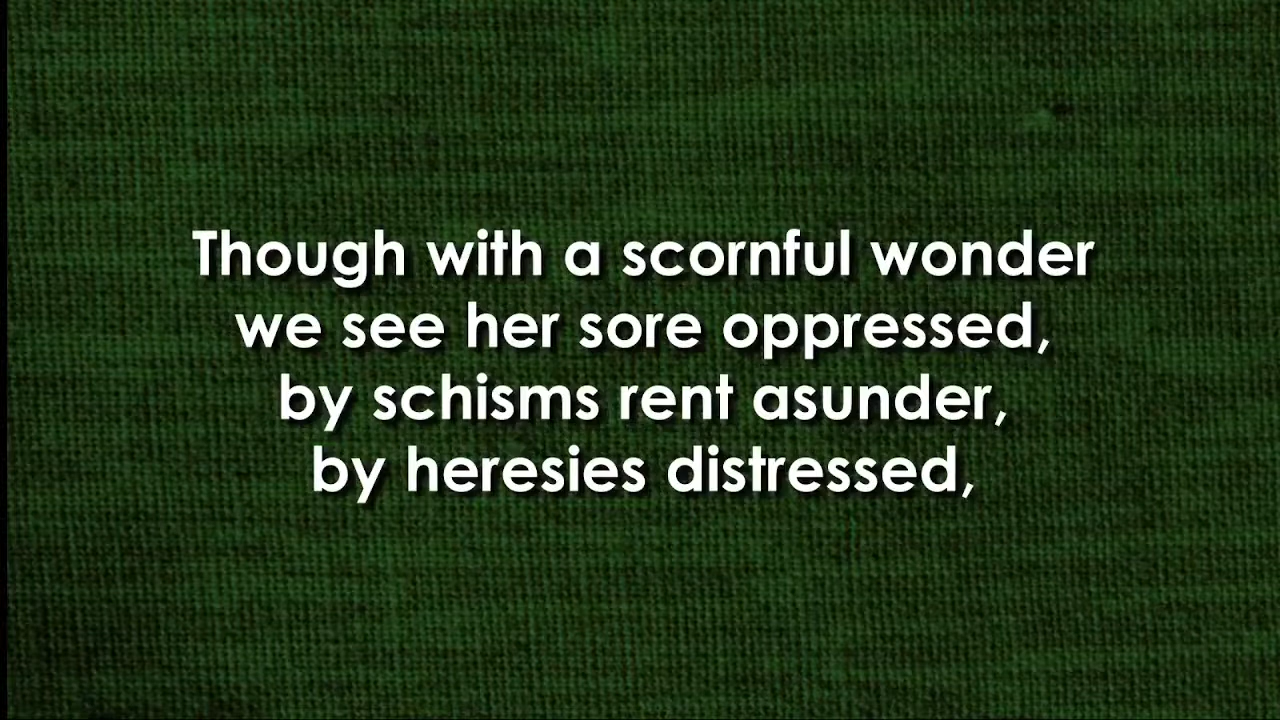 Though with a scornful wonder
we see her sore oppressed,
by schisms rent asunder,
by heresies distressed,